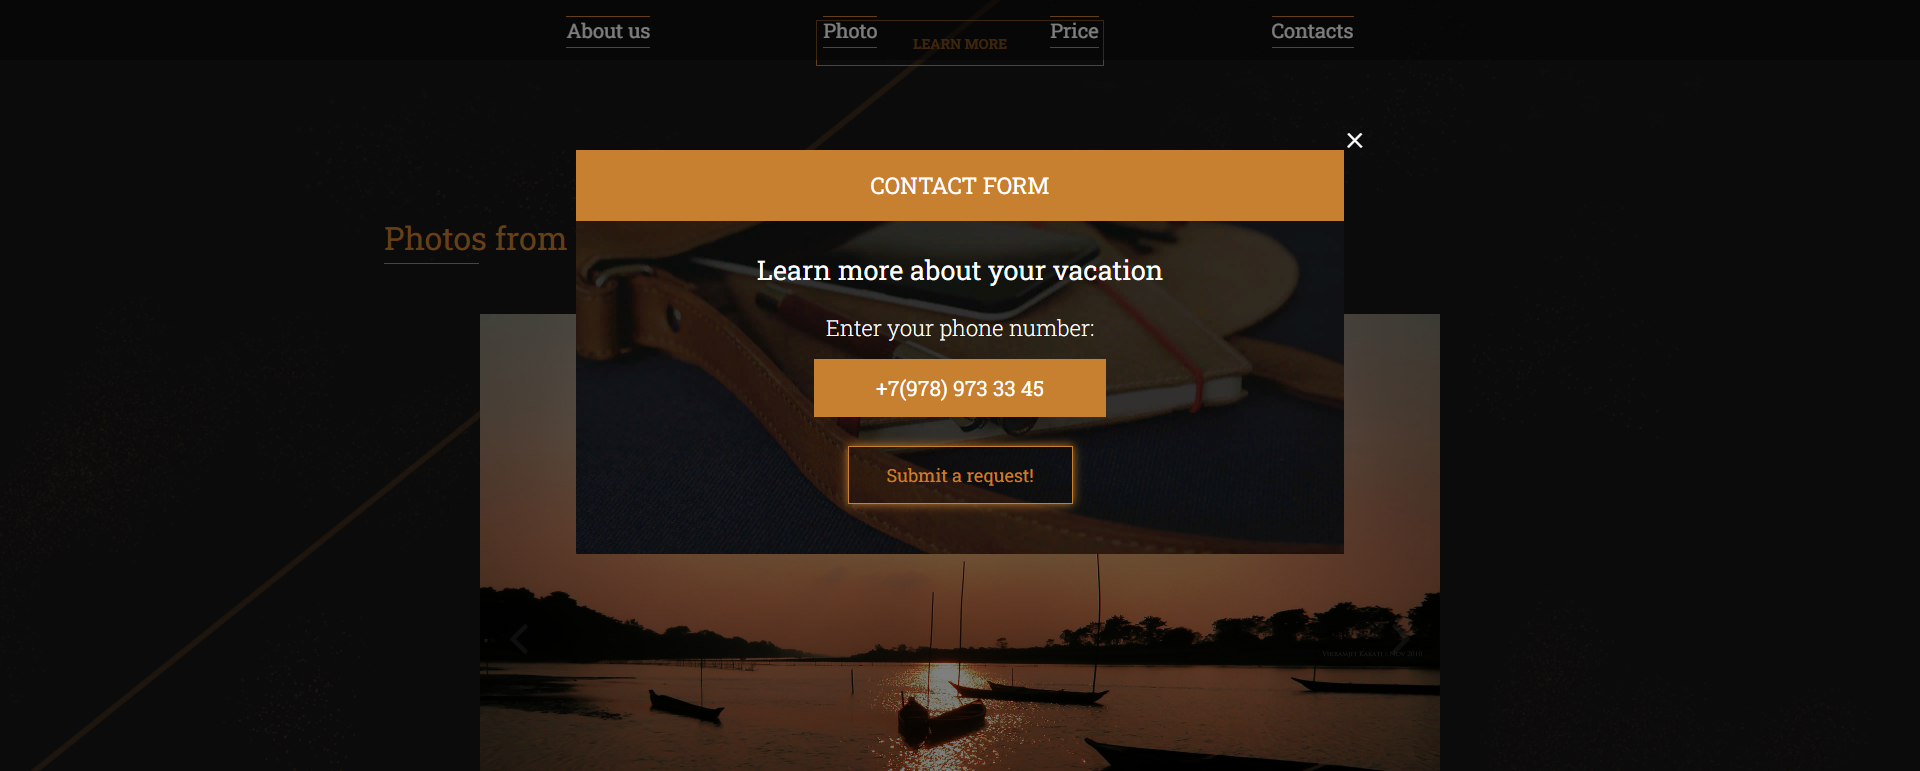 About us
Photo
Price
Contacts
LEARN MORE
CONTACT FORM
Photos from
Learn more about your vacation
Enter your phone number:
+7(978) 973 33 45
Submit a request!